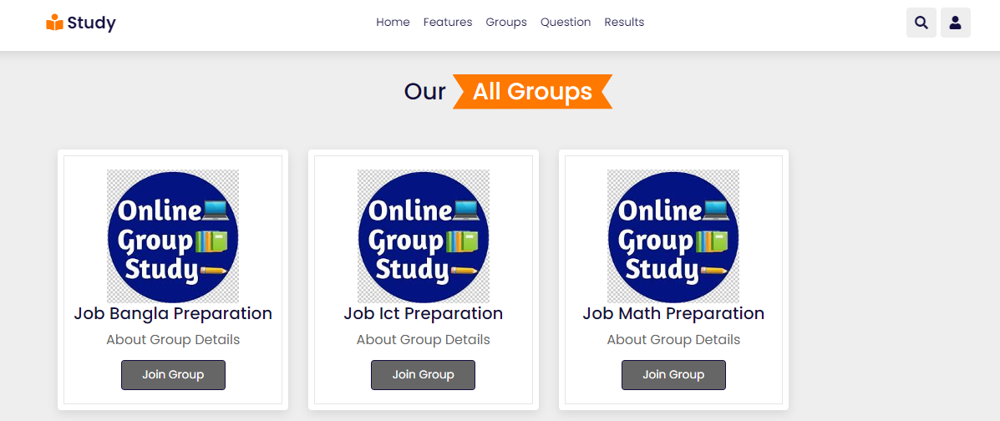 Study
Home Features Groups Question Results
Our All Groups
Online
Group
Study
Job Bangla Preparation
About Group Details
Join Group
Online
Group
Study
Job Ict Preparation
About Group Details
Join Group
Online
Group
Study
Job Math Preparation
About Group Details
Join Group